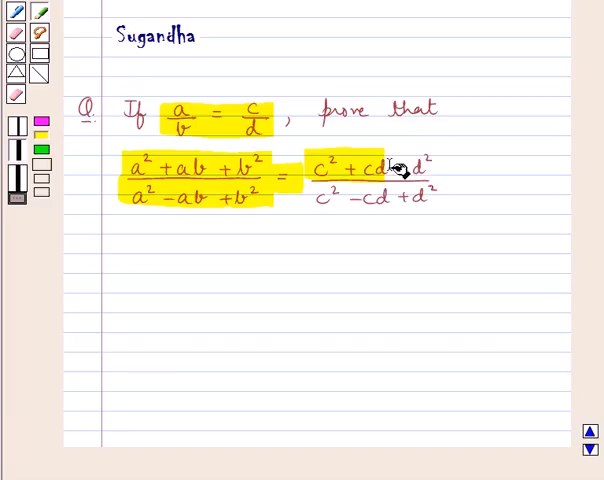 Sugandha
Q. If a/b = c/d, prove that
(a² + ab + b²)/(a² - ab + b²) = (c² + cd d²)/(c² - cd + d²)